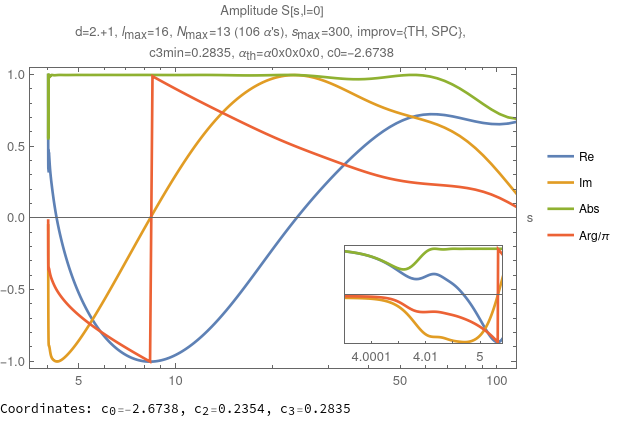 Amplitude S[s,l=0]
d=2.+1, lmax=16, Nmax=13 (106 α's), smax=300, improv={TH, SPC},
c3min=0.2835, αth=α0x0x0x0, c0=-2.6738
1.0
0.5
0.0
-0.5
-1.0
5
10
50
100
s
4.0001
4.01
5
Re
Im
Abs
Arg/π
Coordinates: c0=-2.6738, c2=0.2354, c3=0.2835